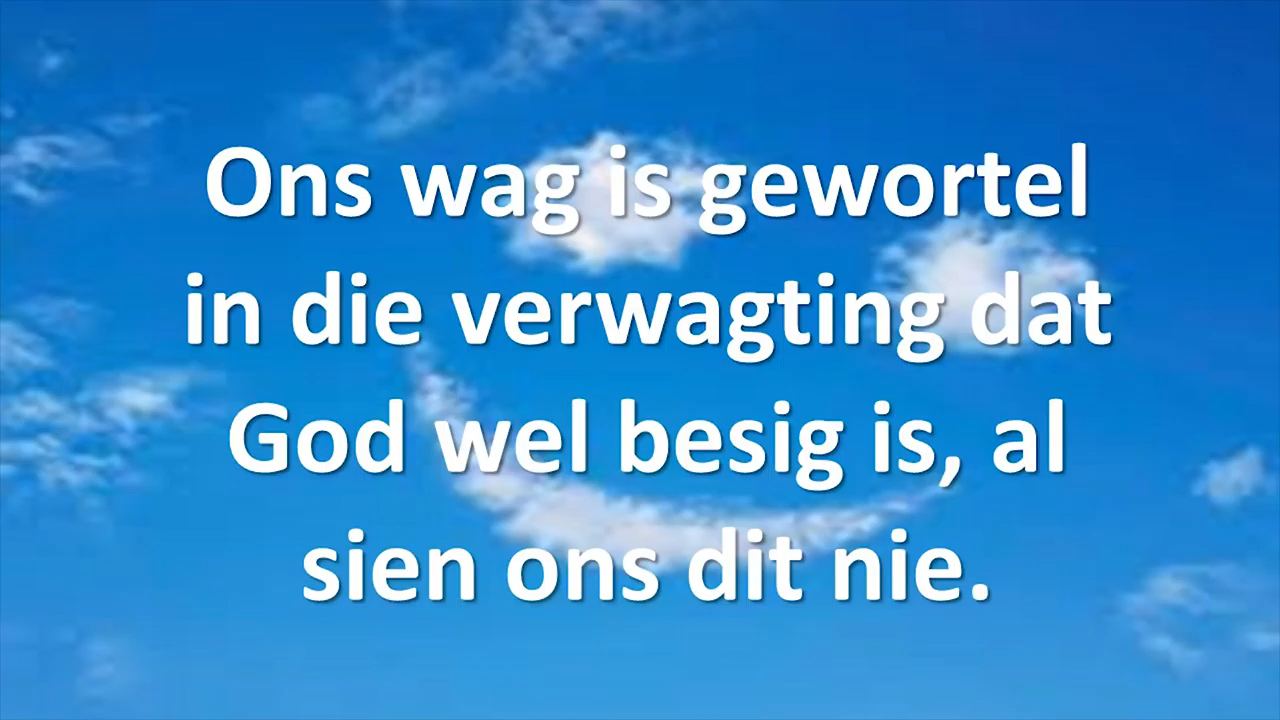 Ons wag is gewortel
in die verwagting dat
God wel besig is, al
sien ons dit nie.